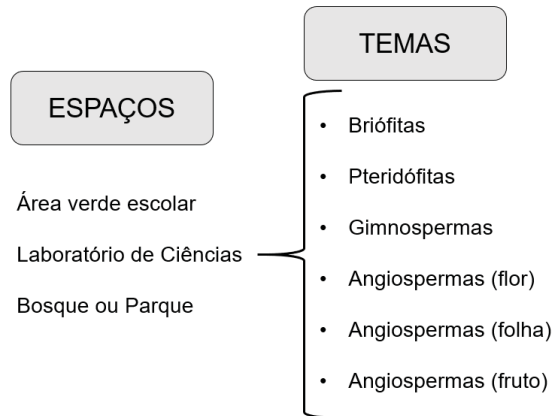 ESPAÇOS
Área verde escolar
Laboratório de Ciências
Bosque ou Parque
TEMAS
• Briófitas
• Pteridófitas
• Gimnospermas
• Angiospermas (flor)
• Angiospermas (folha)
• Angiospermas (fruto)